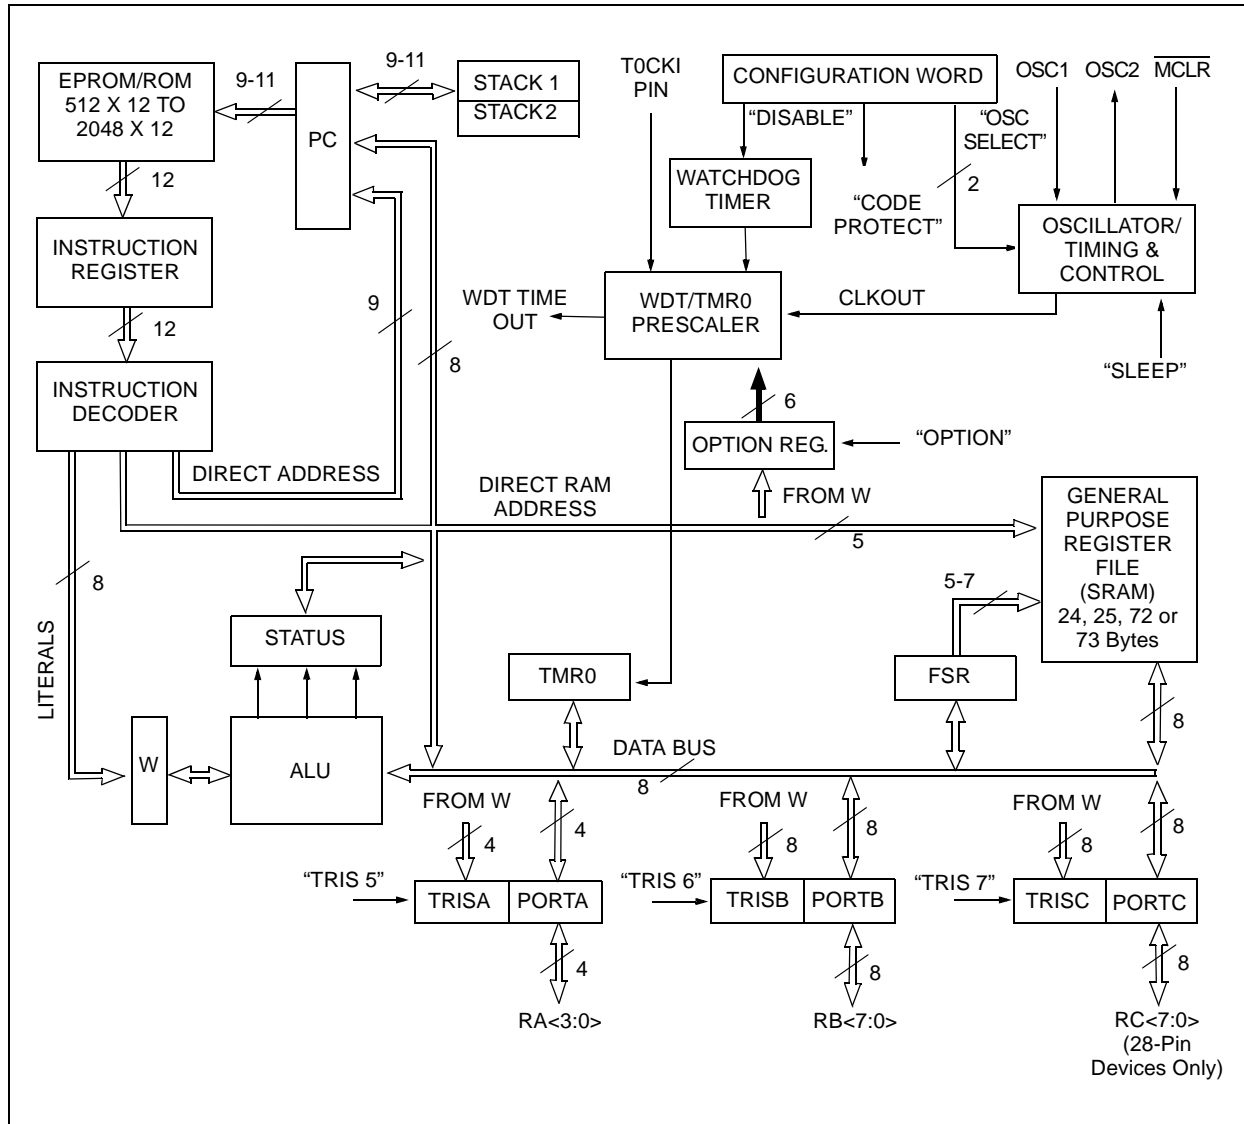 EPROM/ROM
512 X 12 TO
2048 X 12
9-11
PC
9-11
STACK 1
STACK 2
T0CKI
PIN
CONFIGURATION WORD
OSC1
OSC2
MCLR
"DISABLE"
"OSC
SELECT"
2
WATCHDOG
TIMER
"CODE
PROTECT"
OSCILLATOR/
TIMING &
CONTROL
12
INSTRUCTION
REGISTER
9
WDT TIME
OUT
WDT/TMR0
PRESCALER
CLKOUT
12
8
"SLEEP"
INSTRUCTION
DECODER
6
OPTION REG.
"OPTION"
DIRECT ADDRESS
DIRECT RAM
ADDRESS
FROM W
5
GENERAL
PURPOSE
REGISTER
FILE
(SRAM)
24, 25, 72 or
73 Bytes
8
LITERALS
STATUS
5-7
TMR0
FSR
8
W
ALU
DATA BUS
8
FROM W
4
4
FROM W
8
8
FROM W
8
8
"TRIS 5"
TRISA
PORTA
"TRIS 6"
TRISB
PORTB
"TRIS 7"
TRISC
PORTC
4
8
8
RA<3:0>
RB<7:0>
RC<7:0>
(28-Pin
Devices Only)